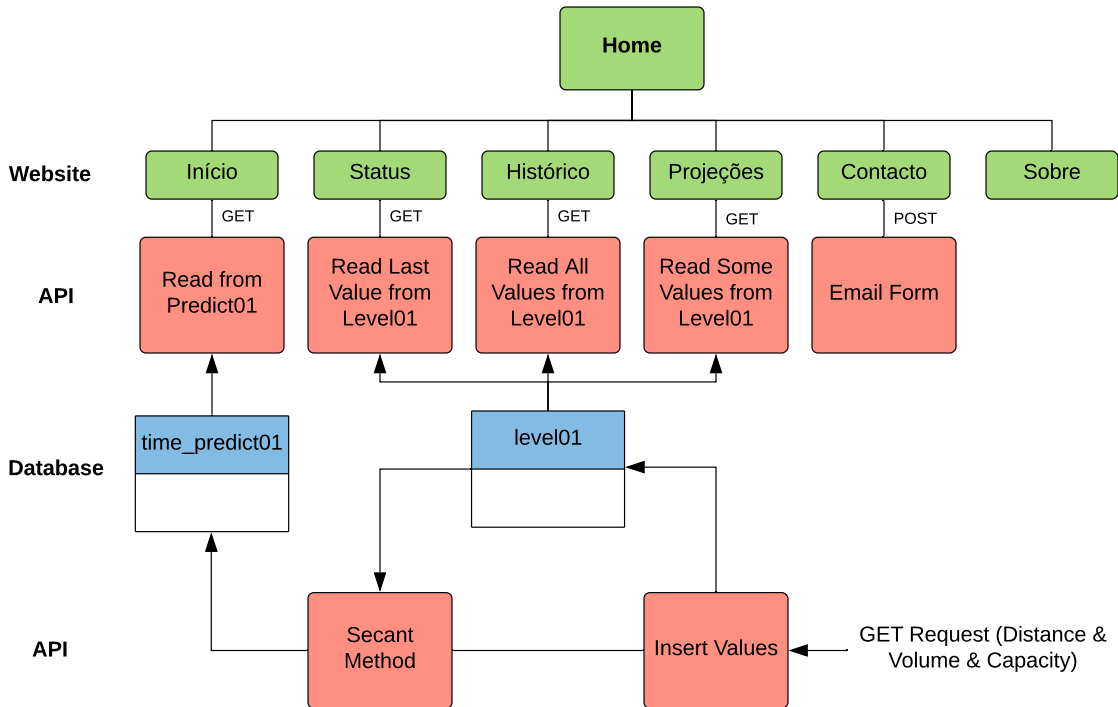 Home
Website
Início
Status
Histórico
Projeções
Contacto
Sobre
GET
GET
GET
GET
POST
API
Read from
Predict01
Read Last
Value from
Level01
Read All
Values from
Level01
Read Some
Values from
Level01
Email Form
Database
time_predict01
level01
API
Secant
Method
Insert Values
GET Request (Distance &
Volume & Capacity)